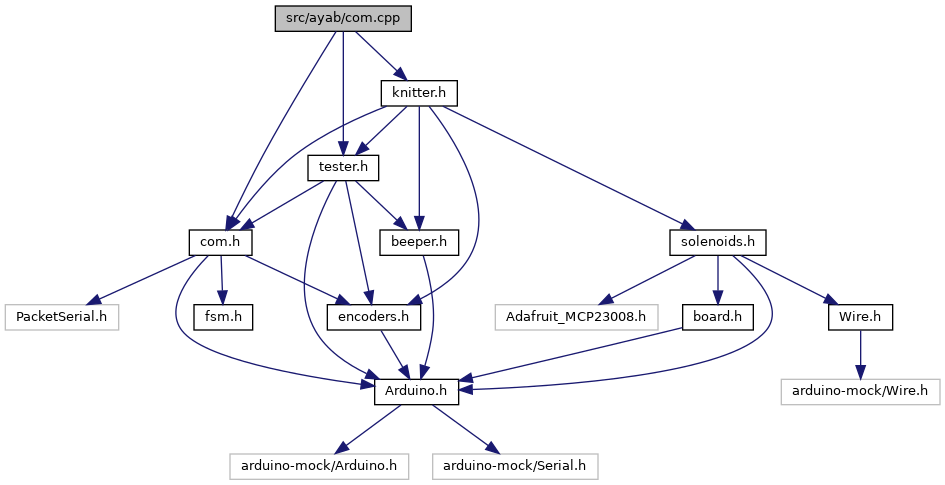 src/ayab/com.cpp
knitter.h
tester.h
com.h
beeper.h
solenoids.h
PacketSerial.h
fsm.h
encoders.h
Adafruit_MCP23008.h
board.h
Wire.h
Arduino.h
arduino-mock/Wire.h
arduino-mock/Arduino.h
arduino-mock/Serial.h